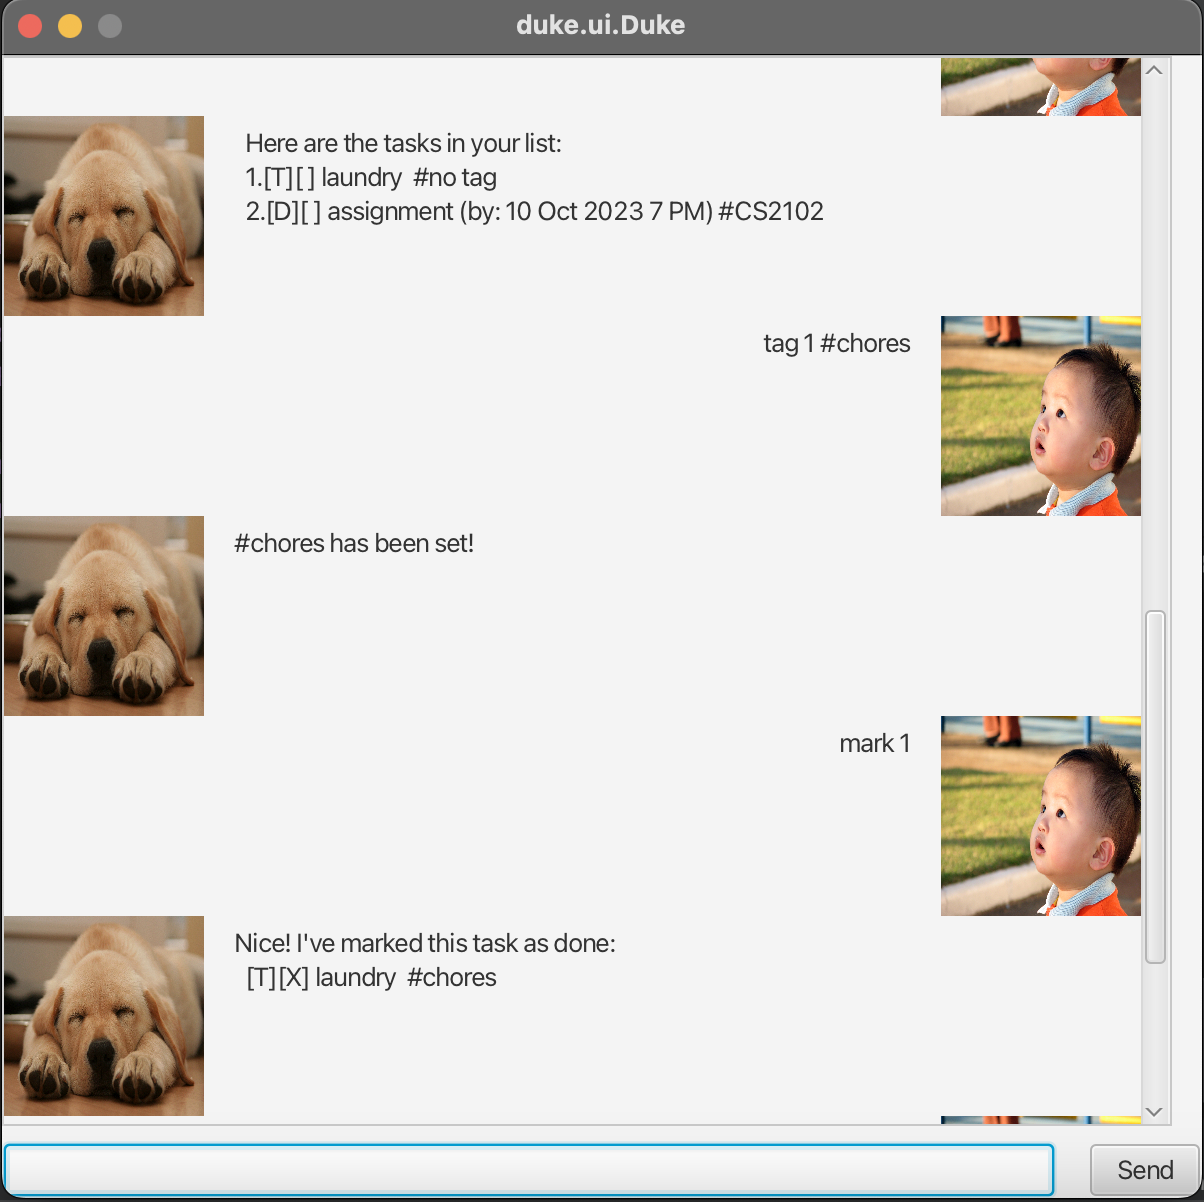 duke.ui.Duke
Here are the tasks in your list:
1.[T][ ] laundry  #no tag
2.[D][ ] assignment (by: 10 Oct 2023 7 PM) #CS2102
tag 1 #chores
#chores has been set!
mark 1
Nice! I've marked this task as done:
[T][X] laundry  #chores
Send